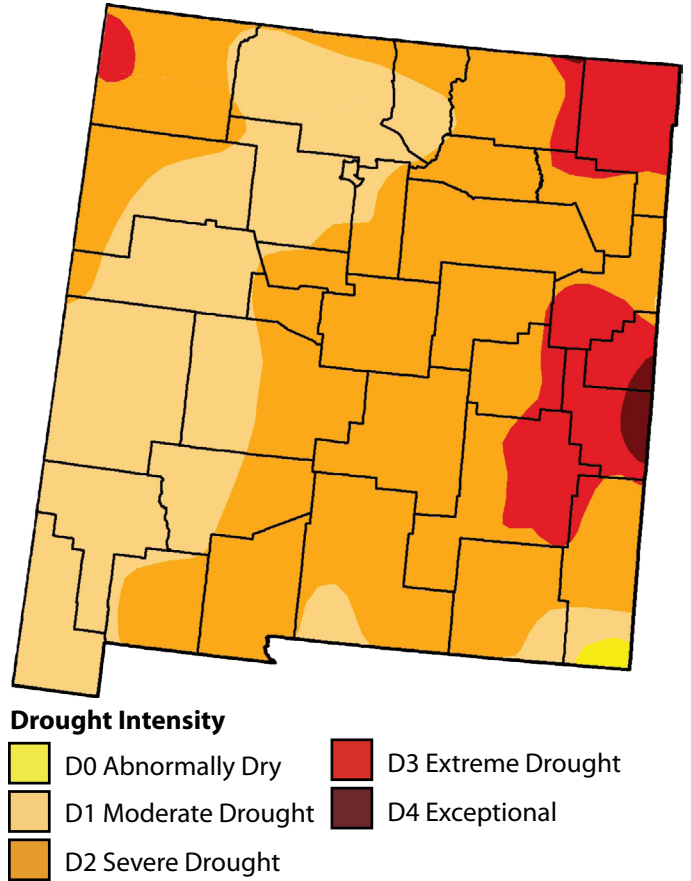 Drought Intensity
D0 Abnormally Dry
D1 Moderate Drought
D2 Severe Drought
D3 Extreme Drought
D4 Exceptional